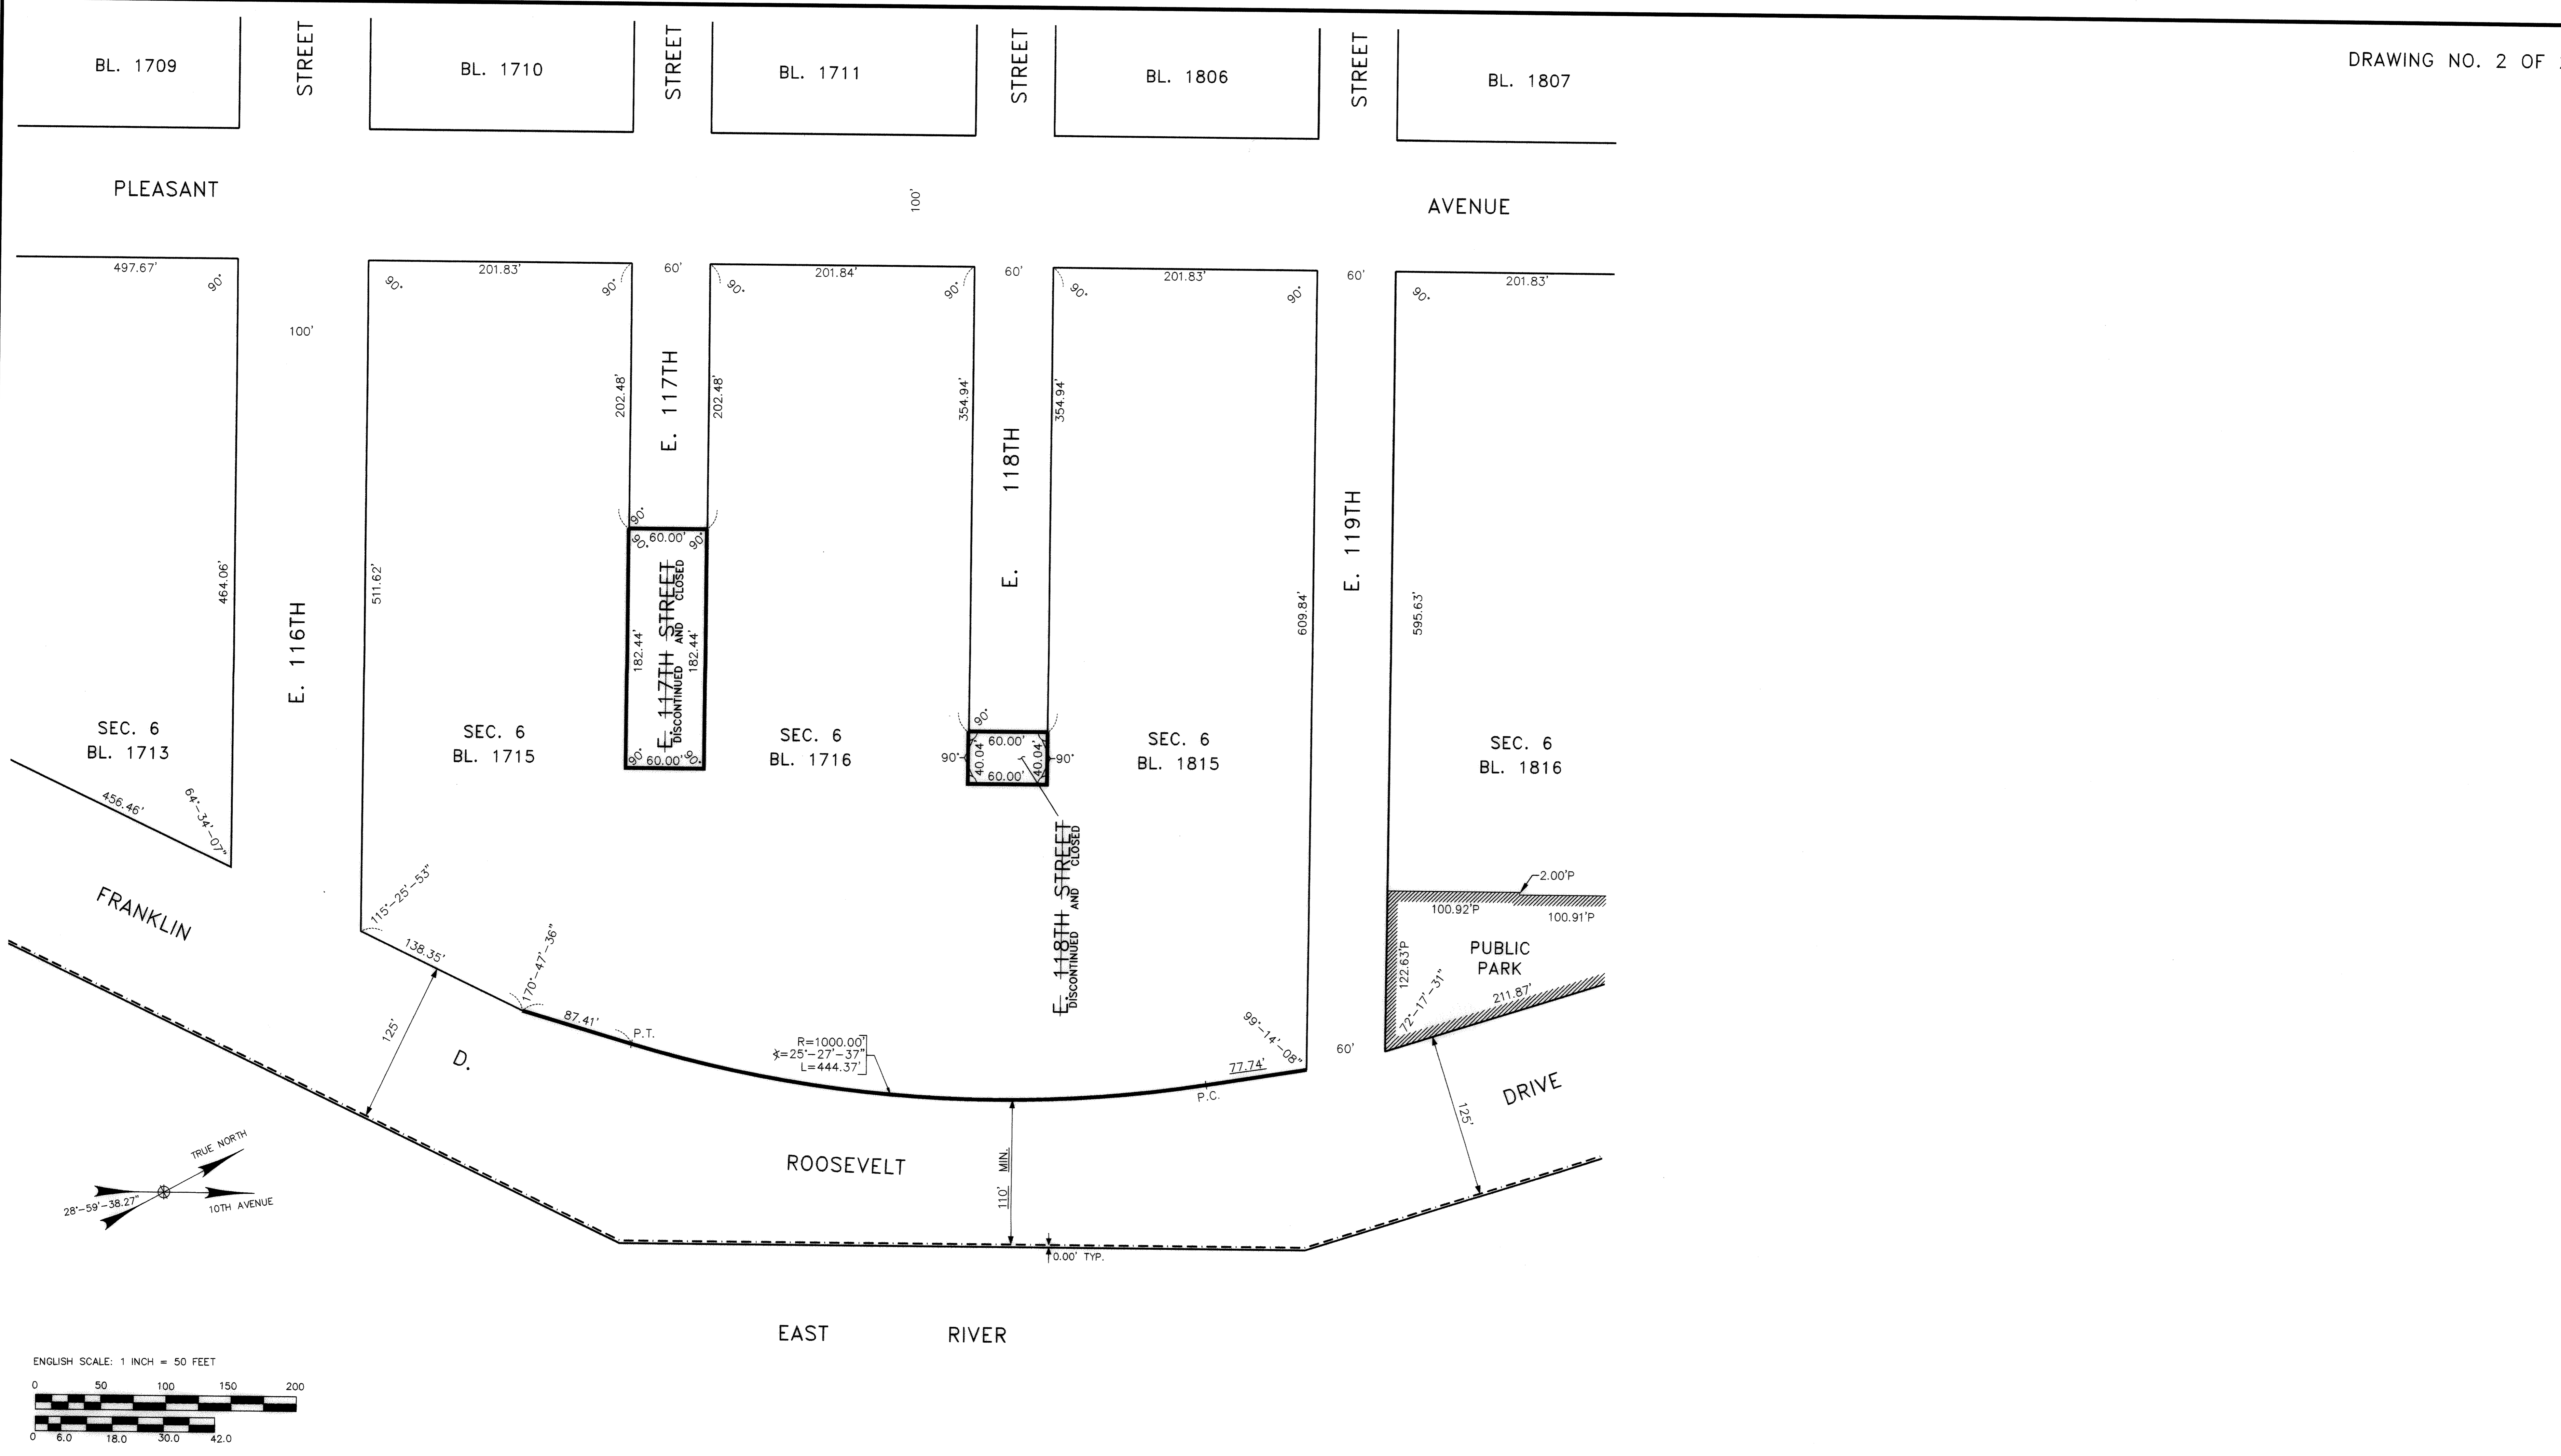 DRAWING NO. 2 OF
BL. 1709
STREET
BL. 1710
STREET
BL. 1711
STREET
BL. 1806
STREET
BL. 1807
PLEASANT
100'
AVENUE
497.67'
90°
90°
201.83'
90°
60'
90°
201.84'
90°
60'
90°
201.83'
90°
60'
90°
201.83'
100'
464.06'
E. 116TH
511.62'
202.48'
E. 117TH
202.48'
354.94'
E. 118TH
354.94'
609.84'
E. 119TH
595.63'
90°
90°
60.00'
90°
182.44'
E. 117TH STREET
DISCONTINUED AND CLOSED
182.44'
90°
60.00'
90°
90°
60.00'
90°
40.04'
40.04'
90°
60.00'
E. 118TH STREET
DISCONTINUED AND CLOSED
SEC. 6
BL. 1713
SEC. 6
BL. 1715
SEC. 6
BL. 1716
SEC. 6
BL. 1815
SEC. 6
BL. 1816
456.46'
64°-34'-07"
115°-25'-53"
138.35'
170°-47'-36"
87.41'
P.T.
R=1000.00'
∢=25°-27'-37"
L=444.37'
77.74'
P.C.
99°-14'-08"
60'
2.00'P
100.92'P
100.91'P
122.63'P
PUBLIC
PARK
72°-17'-31"
211.87'
FRANKLIN
D.
ROOSEVELT
DRIVE
125'
110' MIN.
125'
0.00' TYP.
TRUE NORTH
28°-59'-38.27"
10TH AVENUE
EAST RIVER
ENGLISH SCALE: 1 INCH = 50 FEET
0 50 100 150 200
0 6.0 18.0 30.0 42.0